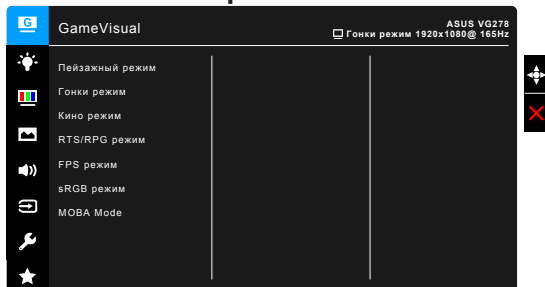 G
GameVisual
ASUS VG278
Гонки режим 1920x1080@ 165Hz
Пейзажный режим
Гонки режим
Кино режим
RTS/RPG режим
FPS режим
sRGB режим
MOBA Mode